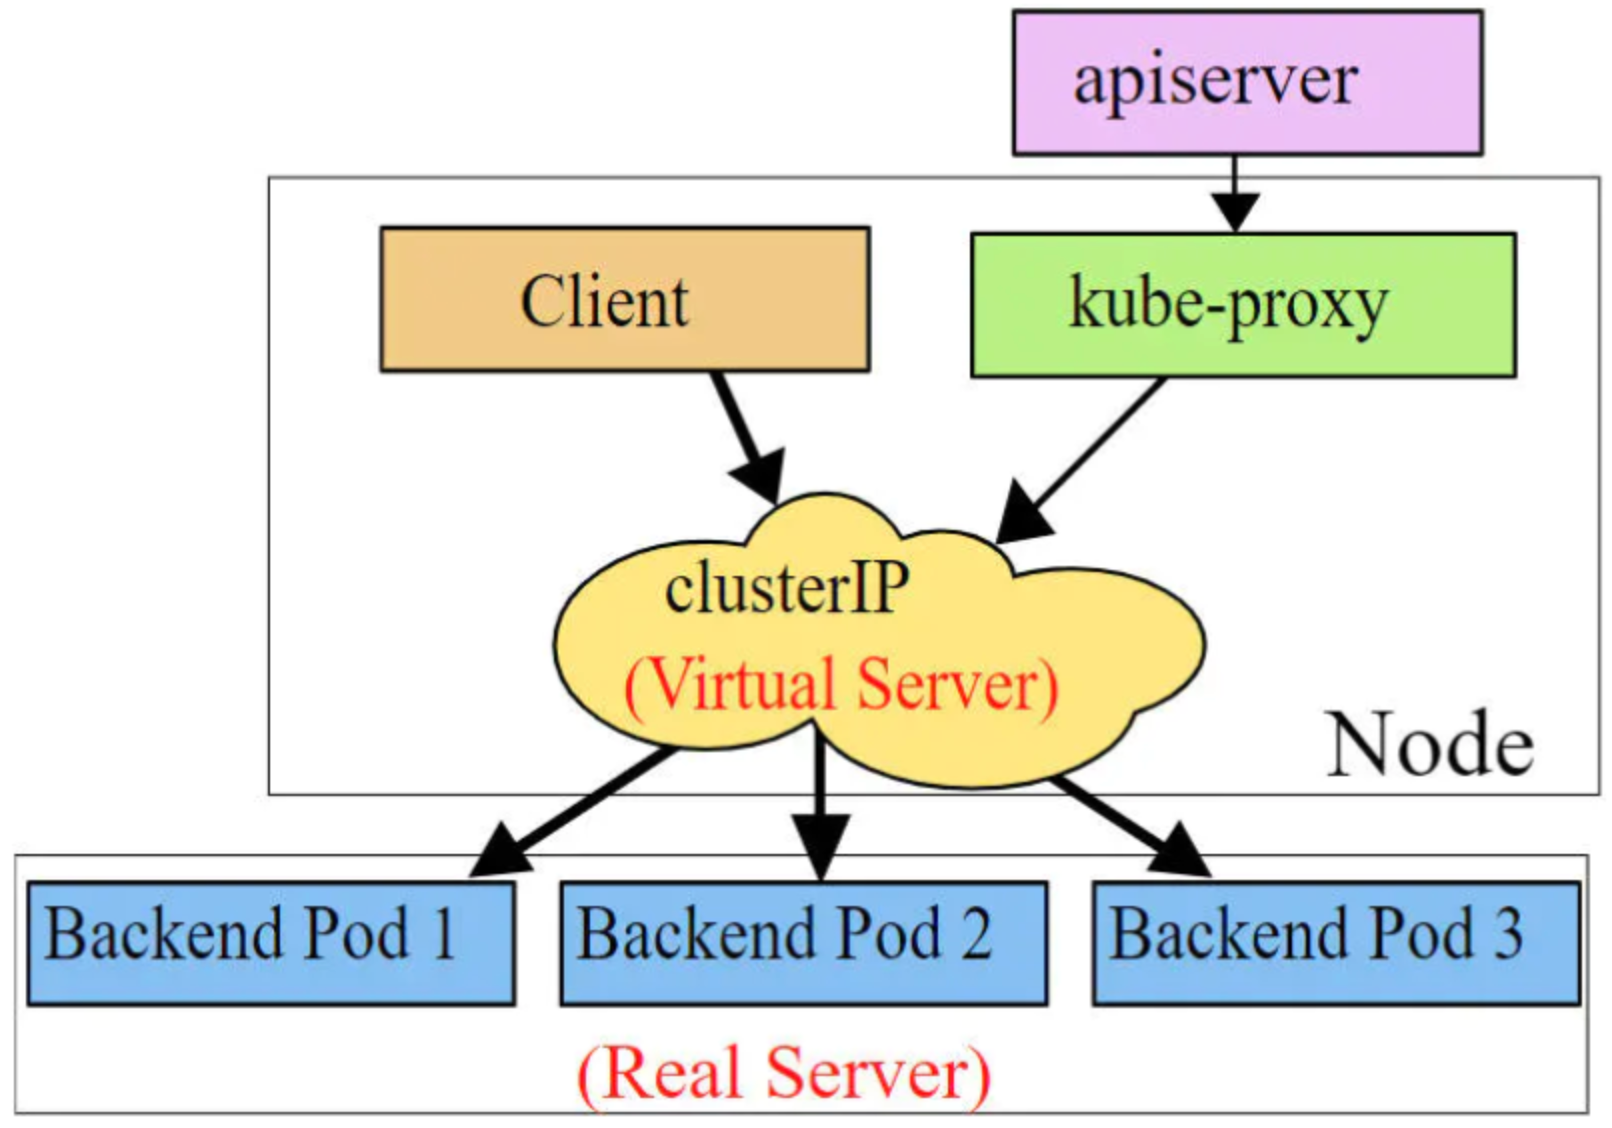 apiserver
Client
kube-proxy
clusterIP
(Virtual Server)
Node
Backend Pod 1
Backend Pod 2
Backend Pod 3
(Real Server)